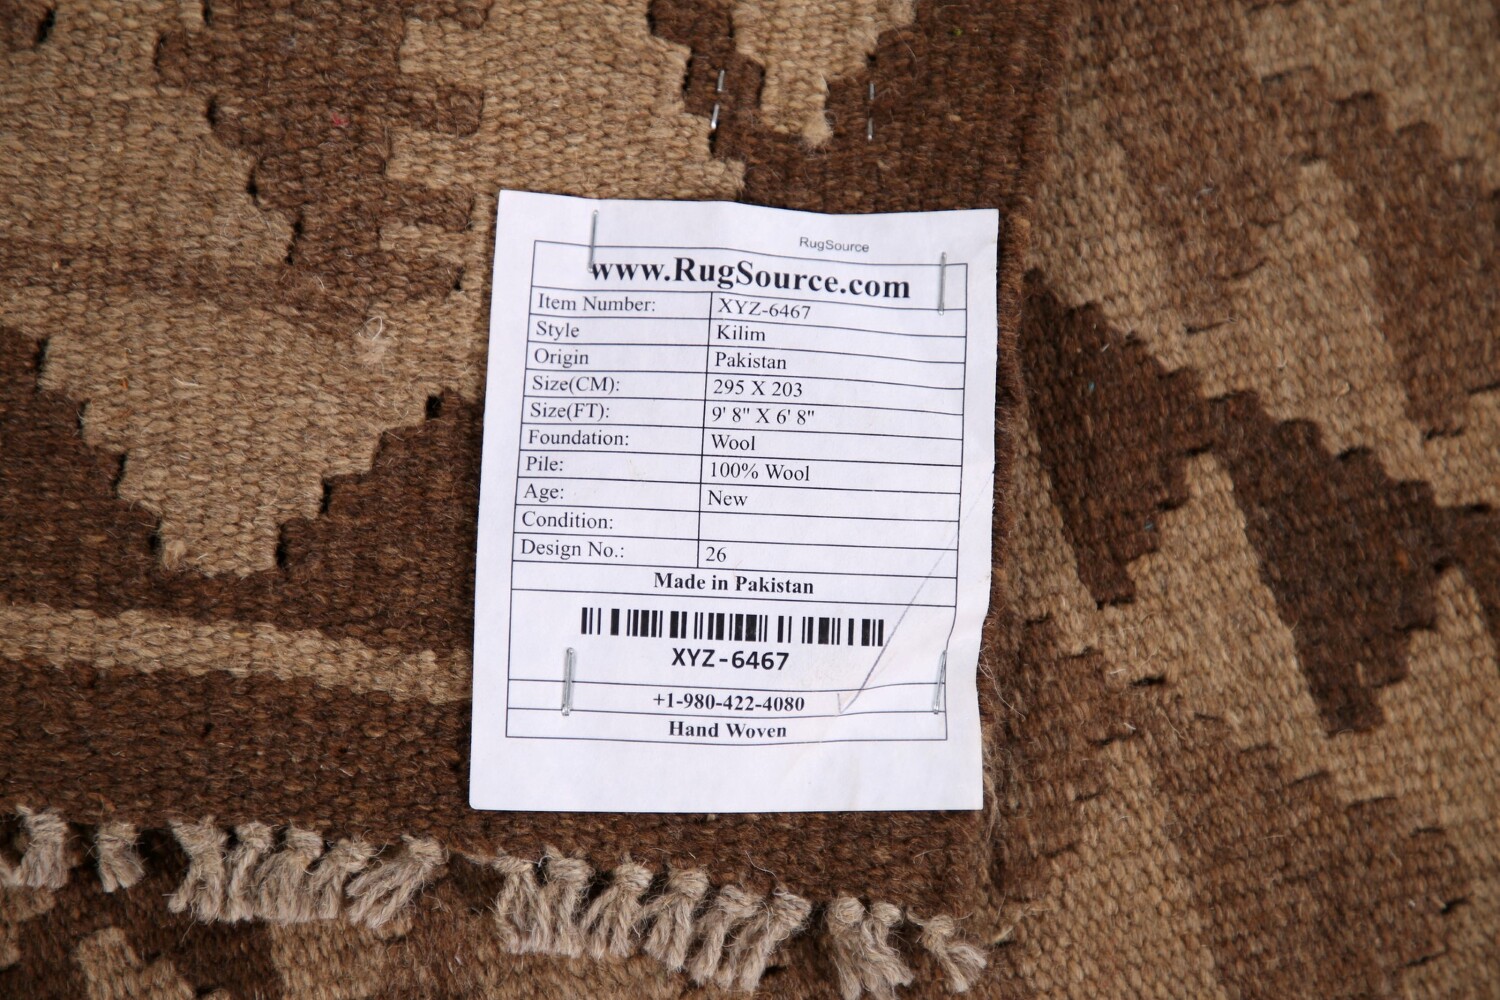 RugSource
www.RugSource.com
Item Number: XYZ-6467
Style Kilim
Origin Pakistan
Size(CM): 295 X 203
Size(FT): 9' 8" X 6' 8"
Foundation: Wool
Pile: 100% Wool
Age: New
Condition:
Design No.: 26
Made in Pakistan
XYZ-6467
+1-980-422-4080
Hand Woven